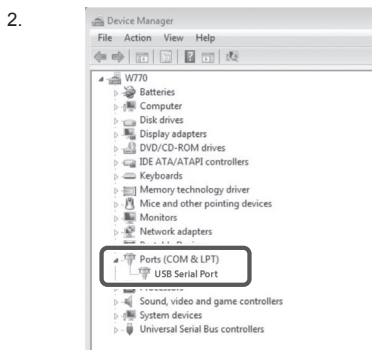 2.
Device Manager
File Action View Help
W770
Batteries
Computer
Disk drives
Display adapters
DVD/CD-ROM drives
IDE ATA/ATAPI controllers
Keyboards
Memory technology driver
Mice and other pointing devices
Monitors
Network adapters
Ports (COM & LPT)
USB Serial Port
Sound, video and game controllers
System devices
Universal Serial Bus controllers